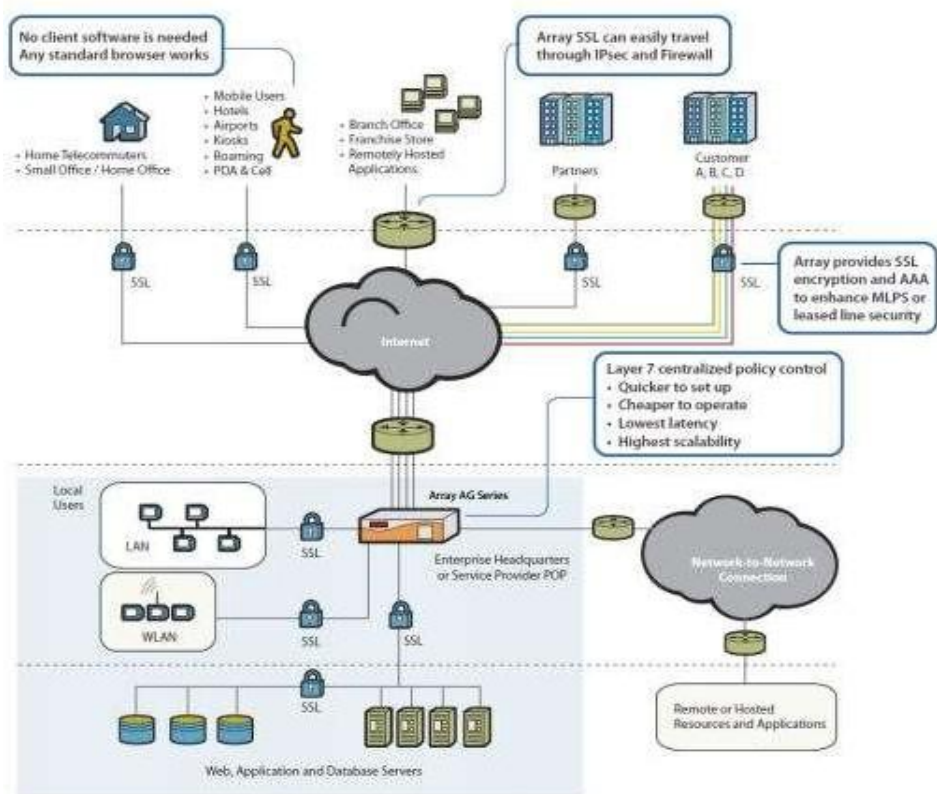 No client software is needed
Any standard browser works
Array SSL can easily travel
through IPsec and Firewall
• Mobile Users
• Hotels
• Airports
• Kiosks
• Roaming
• PDA & Cell
• Home Telecommuters
• Small Office / Home Office
• Branch Office
• Franchise Store
• Remotely Hosted
Applications
Partners
Customer
A, B, C, D
SSL
SSL
SSL
SSL
Array provides SSL
encryption and AAA
to enhance MLPS or
leased line security
Internet
Layer 7 centralized policy control
• Quicker to set up
• Cheaper to operate
• Lowest latency
• Highest scalability
Local
Users
LAN
SSL
Array AG Series
Enterprise Headquarters
or Service Provider POP
Network-to-Network
Connection
WLAN
SSL
SSL
SSL
Remote or Hosted
Resources and Applications
Web, Application and Database Servers